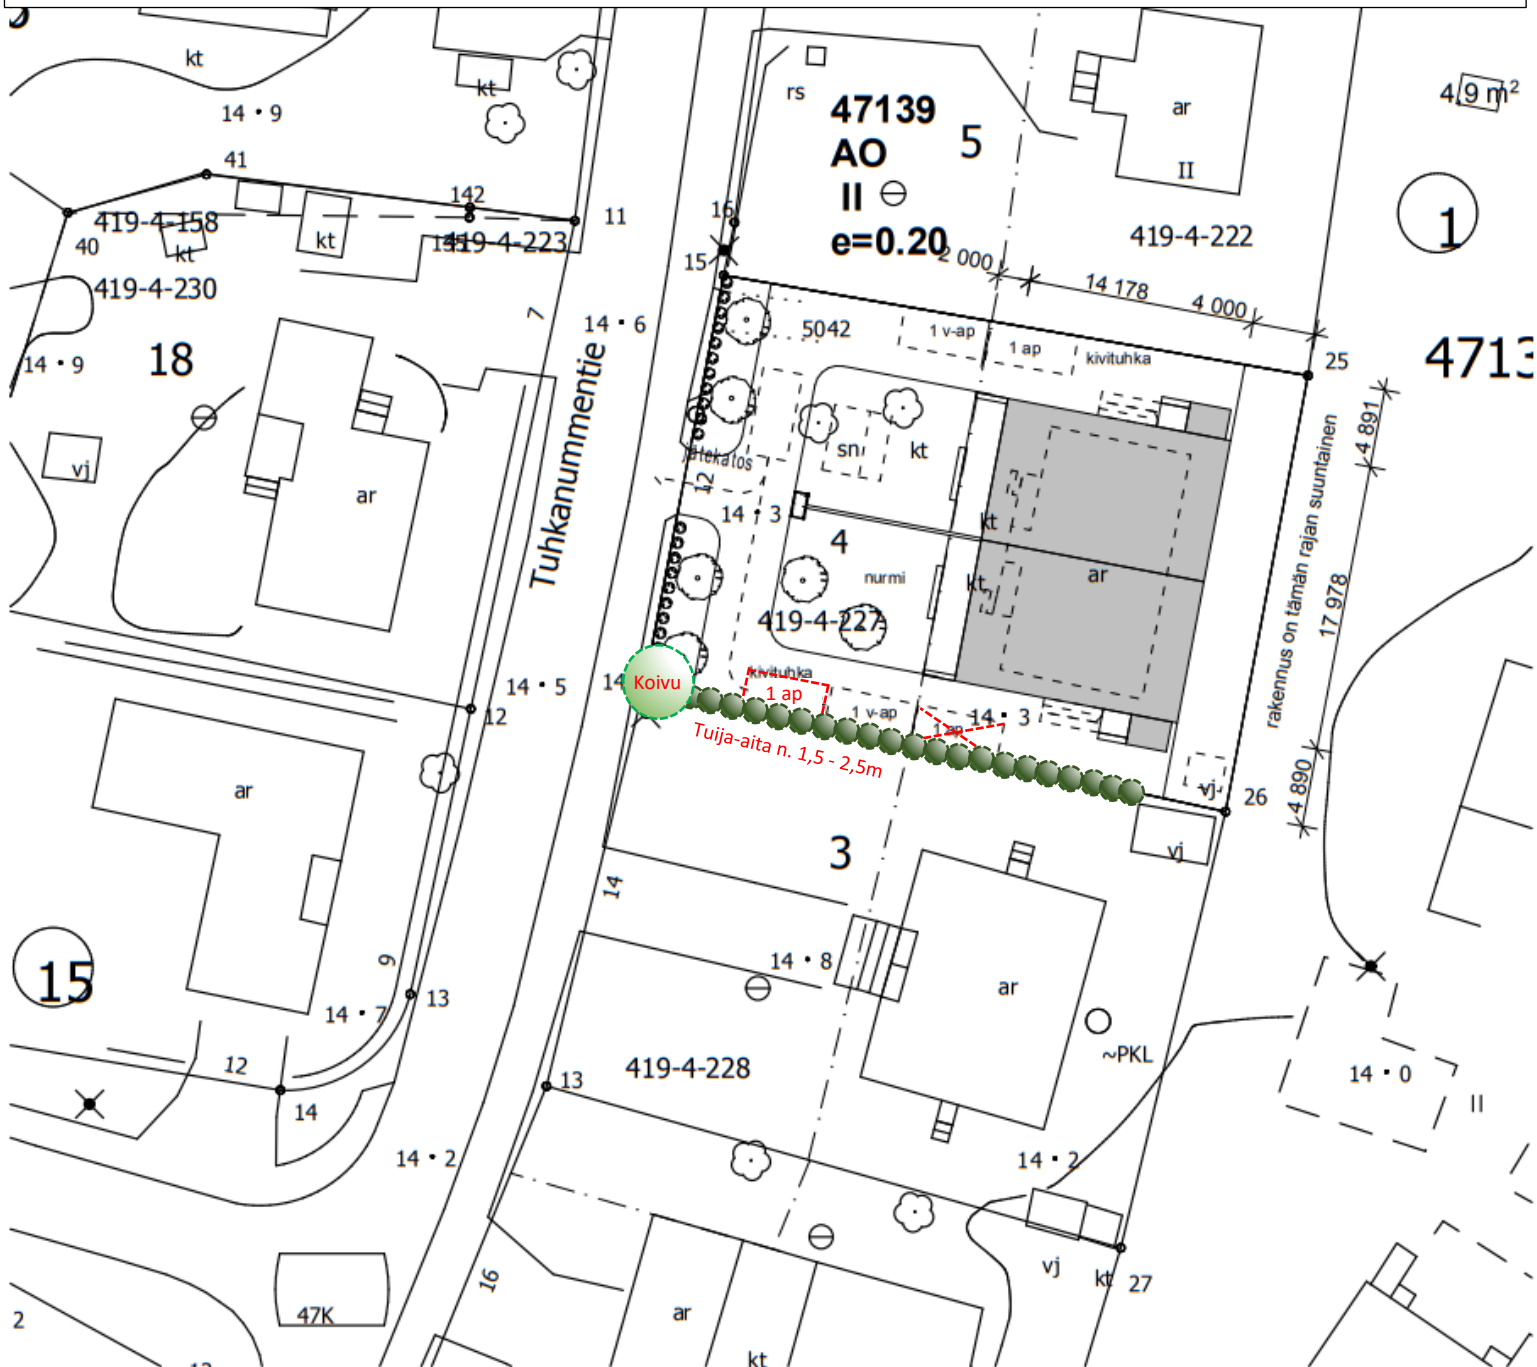 kt
14 • 9
kt
41
142
419-4-158
kt
kt
40
419-4-223
11
419-4-230
14 • 9
18
7
14 • 6
Tuhkanummentie
vj
ar
rs
47139
AO
II
e=0.20
5
ar
II
4,9 m²
1
16
15
419-4-222
2 000
14 178
4 000
5042
1 v-ap
1 ap
kivituhka
25
4713
4 891
sn
kt
jätekatos
12
14 • 3
kt
4
nurmi
kt
ar
419-4-227
rakennus on tämän rajan suuntainen
17 978
14 • 5
14
Koivu
kivituhka
1 ap
1 v-ap
1 ap
14 • 3
Tuija-aita n. 1,5 - 2,5m
12
vj
26
4 890
ar
3
vj
14
15
9
13
14 • 7
14 • 8
ar
~PKL
12
14
13
419-4-228
14 • 0
II
14 • 2
14 • 2
16
vj
kt
27
47K
2
ar
kt